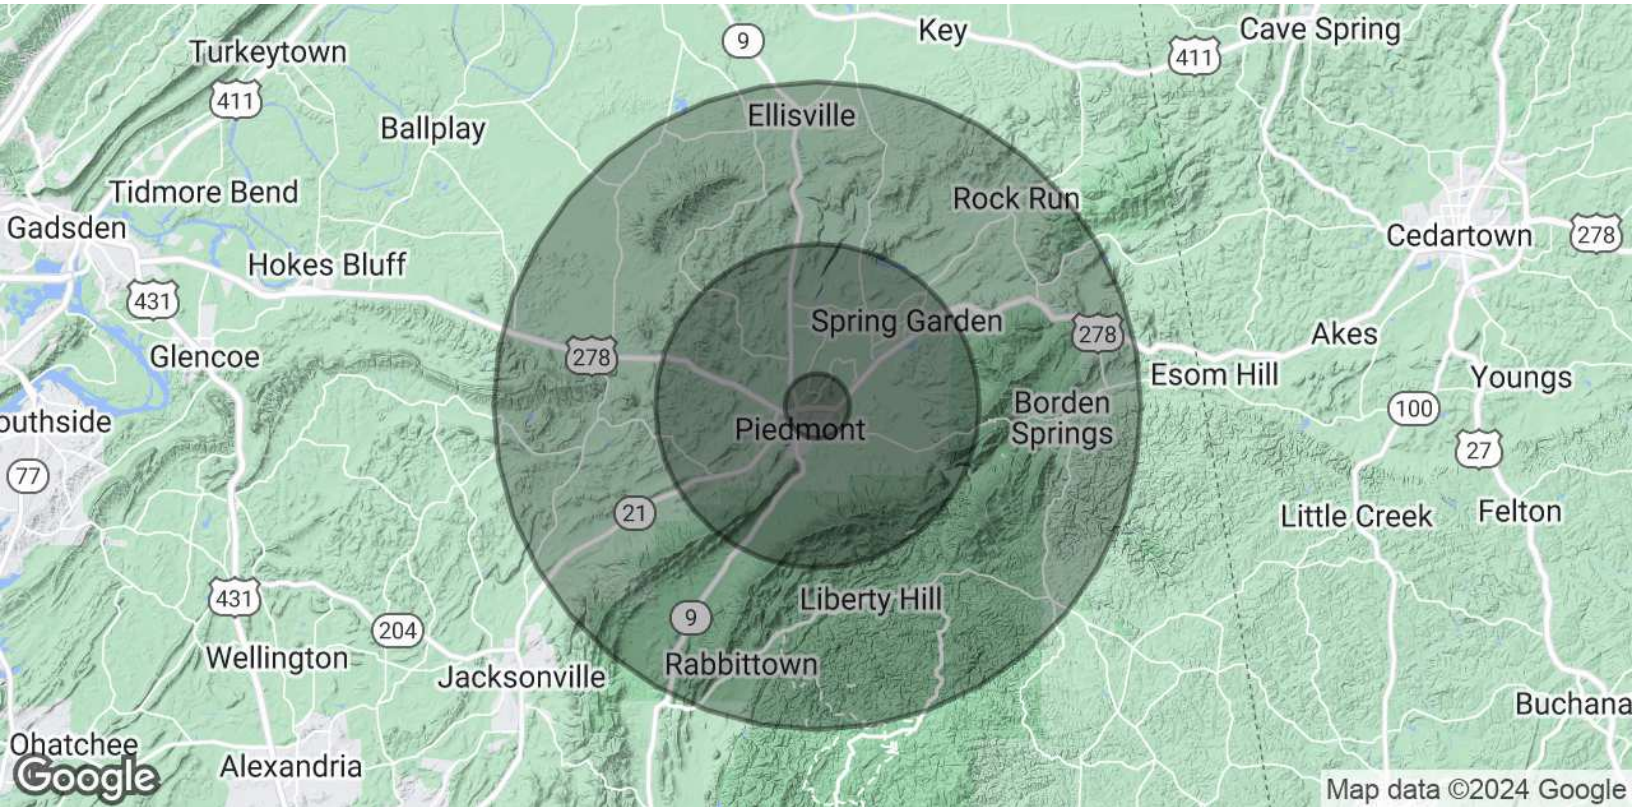 Key
Cave Spring
9
Turkeytown
411
411
Ellisville
Ballplay
Tidmore Bend
Rock Run
Gadsden
Cedartown
278
Hokes Bluff
431
Spring Garden
278
Akes
278
Glencoe
Esom Hill
Youngs
Borden
Springs
100
outhside
Piedmont
27
77
21
Little Creek
Felton
431
Liberty Hill
9
204
Wellington
Rabbittown
Jacksonville
Buchana
Ohatchee
Alexandria
Google
Map data ©2024 Google